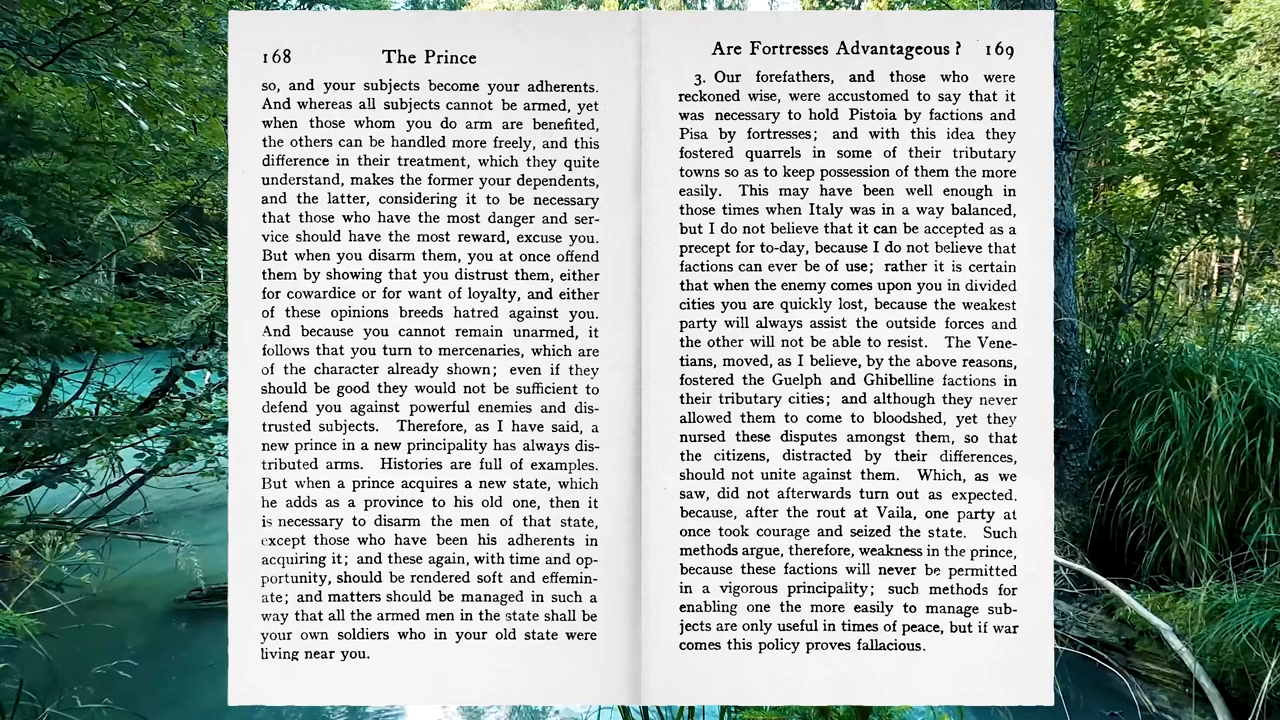 168 The Prince
so, and your subjects become your adherents.
And whereas all subjects cannot be armed, yet
when those whom you do arm are benefited,
the others can be handled more freely, and this
difference in their treatment, which they quite
understand, makes the former your dependents,
and the latter, considering it to be necessary
that those who have the most danger and ser-
vice should have the most reward, excuse you.
But when you disarm them, you at once offend
them by showing that you distrust them, either
for cowardice or for want of loyalty, and either
of these opinions breeds hatred against you.
And because you cannot remain unarmed, it
follows that you turn to mercenaries, which are
of the character already shown; even if they
should be good they would not be sufficient to
defend you against powerful enemies and dis-
trusted subjects. Therefore, as I have said, a
new prince in a new principality has always dis-
tributed arms. Histories are full of examples.
But when a prince acquires a new state, which
he adds as a province to his old one, then it
is necessary to disarm the men of that state,
except those who have been his adherents in
acquiring it; and these again, with time and op-
portunity, should be rendered soft and effemin-
ate; and matters should be managed in such a
way that all the armed men in the state shall be
your own soldiers who in your old state were
living near you.
Are Fortresses Advantageous? 169
3. Our forefathers, and those who were
reckoned wise, were accustomed to say that it
was necessary to hold Pistoia by factions and
Pisa by fortresses; and with this idea they
fostered quarrels in some of their tributary
towns so as to keep possession of them the more
easily. This may have been well enough in
those times when Italy was in a way balanced,
but I do not believe that it can be accepted as a
precept for to-day, because I do not believe that
factions can ever be of use; rather it is certain
that when the enemy comes upon you in divided
cities you are quickly lost, because the weakest
party will always assist the outside forces and
the other will not be able to resist. The Vene-
tians, moved, as I believe, by the above reasons,
fostered the Guelph and Ghibelline factions in
their tributary cities; and although they never
allowed them to come to bloodshed, yet they
nursed these disputes amongst them, so that
the citizens, distracted by their differences,
should not unite against them. Which, as we
saw, did not afterwards turn out as expected,
because, after the rout at Vaila, one party at
once took courage and seized the state. Such
methods argue, therefore, weakness in the prince,
because these factions will never be permitted
in a vigorous principality; such methods for
enabling one the more easily to manage sub-
jects are only useful in times of peace, but if war
comes this policy proves fallacious.